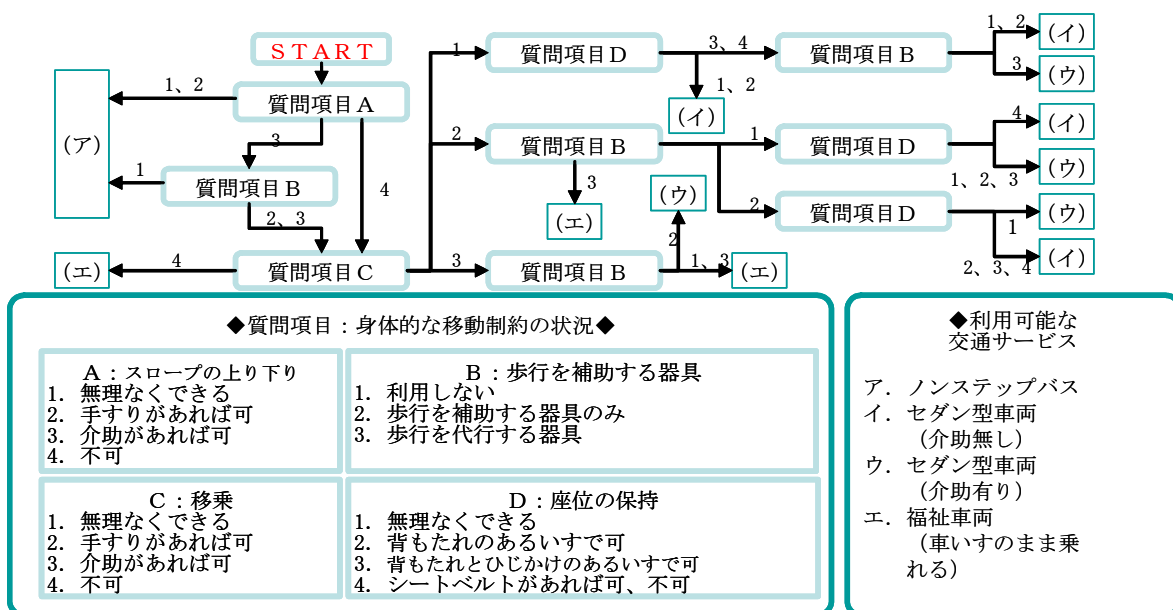 START
質問項目A
1、2
(ア)
3
4
質問項目B
1
2、3
質問項目C
4
(エ)
1
質問項目D
3、4
1、2
(イ)
質問項目B
1、2
(イ)
3
(ウ)
2
質問項目B
3
(エ)
1
質問項目D
4
(イ)
1、2、3
(ウ)
2
質問項目D
1
(ウ)
2、3、4
(イ)
3
質問項目B
2
(ウ)
1、3
(エ)
◆質問項目：身体的な移動制約の状況◆
A：スロープの上り下り
1．無理なくできる
2．手すりがあれば可
3．介助があれば可
4．不可
B：歩行を補助する器具
1．利用しない
2．歩行を補助する器具のみ
3．歩行を代行する器具
C：移乗
1．無理なくできる
2．手すりがあれば可
3．介助があれば可
4．不可
D：座位の保持
1．無理なくできる
2．背もたれのあるいすで可
3．背もたれとひじかけのあるいすで可
4．シートベルトがあれば可、不可
◆利用可能な
交通サービス
ア．ノンステップバス
イ．セダン型車両
（介助無し）
ウ．セダン型車両
（介助有り）
エ．福祉車両
（車いすのまま乗
れる）